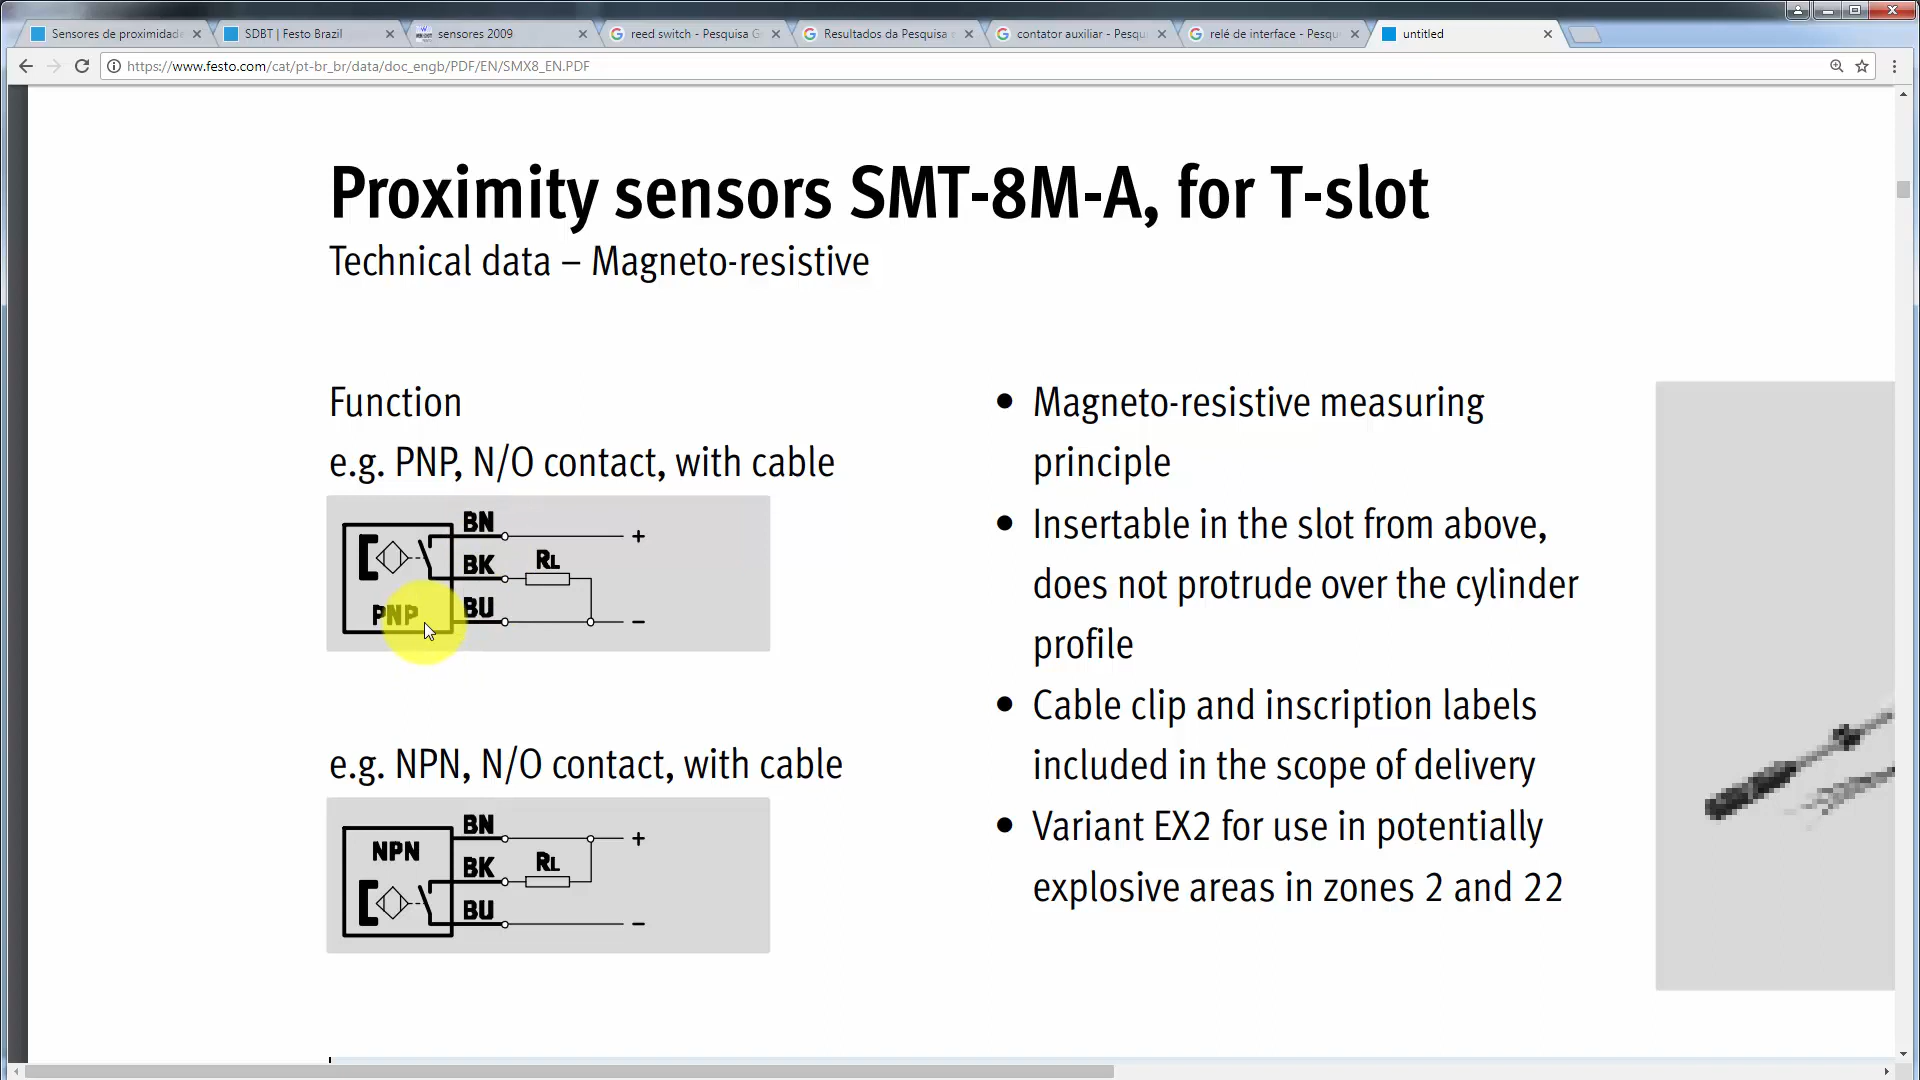 Sensores de proximidade
SDBT | Festo Brazil
sensores 2009
reed switch - Pesquisa G
Resultados da Pesquisa
contator auxiliar - Pesqu
relé de interface - Pesqu
untitled
https://www.festo.com/cat/pt-br_br/data/doc_engb/PDF/EN/SMX8_EN.PDF
Proximity sensors SMT-8M-A, for T-slot
Technical data – Magneto-resistive
Function
e.g. PNP, N/O contact, with cable
BN
+
BK
RL
PNP
BU
–
e.g. NPN, N/O contact, with cable
BN
+
NPN
BK
RL
BU
–
• Magneto-resistive measuring
principle
• Insertable in the slot from above,
does not protrude over the cylinder
profile
• Cable clip and inscription labels
included in the scope of delivery
• Variant EX2 for use in potentially
explosive areas in zones 2 and 22